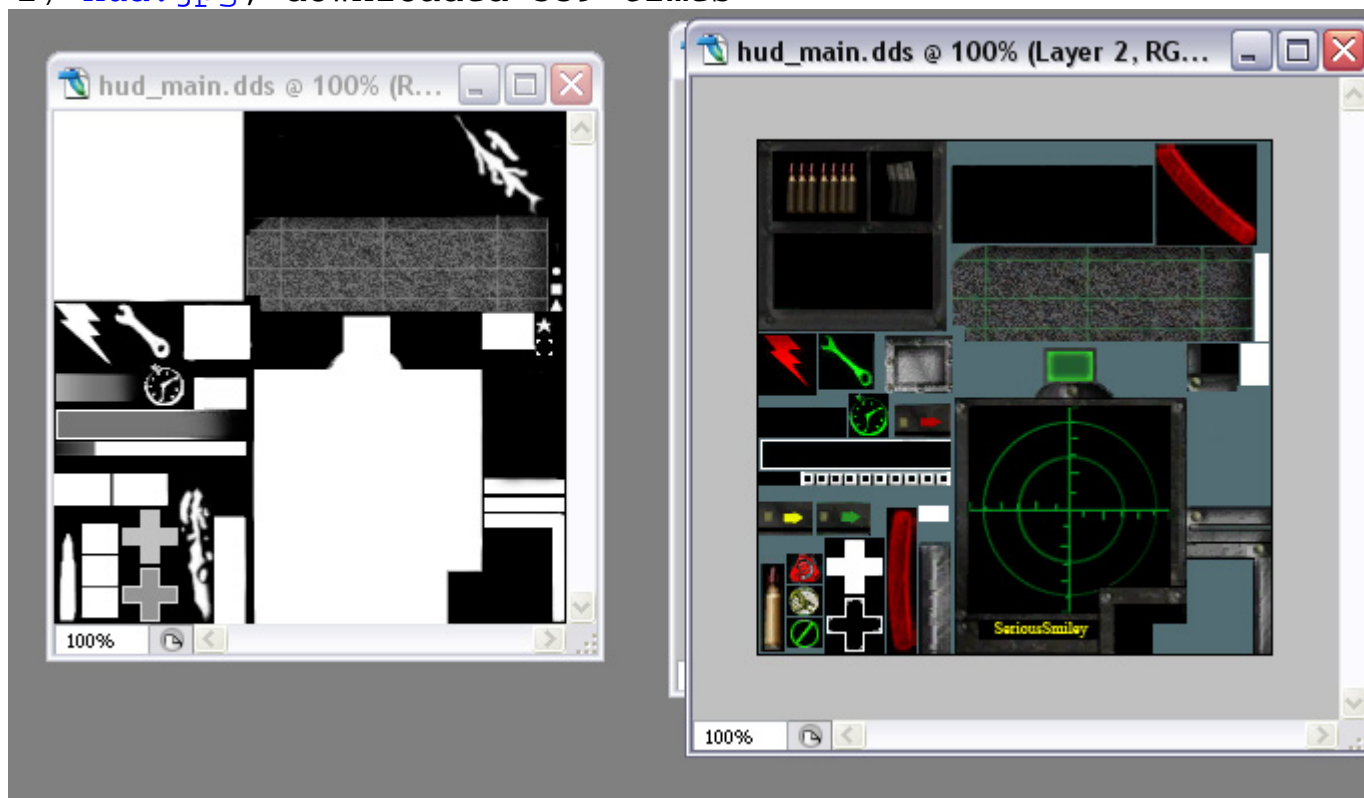 hud_main.dds @ 100% (R...
hud_main.dds @ 100% (Layer 2, RG...
SeriousSmiley
100%
100%